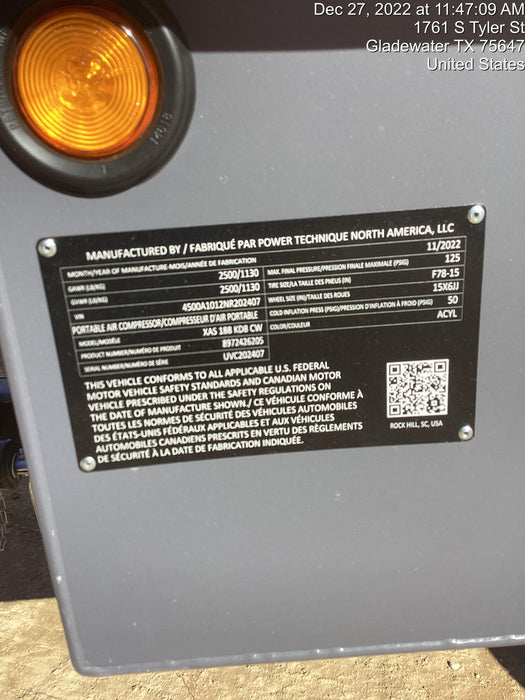 Dec 27, 2022 at 11:47:09 AM
1761 S Tyler St
Gladewater TX 75647
United States
MANUFACTURED BY / FABRIQUÉ PAR POWER TECHNIQUE NORTH AMERICA, LLC
MONTH/YEAR OF MANUFACTURE-MOIS/ANNÉE DE FABRICATION 11/2022
GAWR (LB/KG) 2500/1130
GVWR (LB/KG) 2500/1130
VIN 4500A1012NR202407
PORTABLE AIR COMPRESSOR/COMPRESSEUR D'AIR PORTABLE
MODEL/MODÈLE XAS 188 KD8 CW
PRODUCT NUMBER/NUMÉRO DE PRODUIT 8972426205
SERIAL NUMBER/NUMÉRO DE SÉRIE UVC202407
MAX. FINAL PRESSURE/PRESSION FINALE MAXIMALE (PSIG) 125
TIRE SIZE/LA TAILLE DES PNEUS (IN) F78-15
WHEEL SIZE (IN)/TAILLE DES ROUES 15X6JJ
COLD INFLATION PRESS (PSIG)/PRESSION D'INFLATION À FROID (PSIG) 50
COLOR/COULEUR ACYL
THIS VEHICLE CONFORMS TO ALL APPLICABLE U.S. FEDERAL
MOTOR VEHICLE SAFETY STANDARDS AND CANADIAN MOTOR
VEHICLE PRESCRIBED UNDER THE SAFETY REGULATIONS ON
THE DATE OF MANUFACTURE SHOWN./ CE VÉHICULE CONFORME À
TOUTES LES NORMES DE SÉCURITÉ DES VÉHICULES AUTOMOBILES
DES ÉTATS-UNIS FÉDÉRAUX APPLICABLES ET AUX VÉHICULES
AUTOMOBILES CANADIENS PRESCRITS EN VERTU DES RÈGLEMENTS
DE SÉCURITÉ À LA DATE DE FABRICATION INDIQUÉE.
ROCK HILL, SC, USA